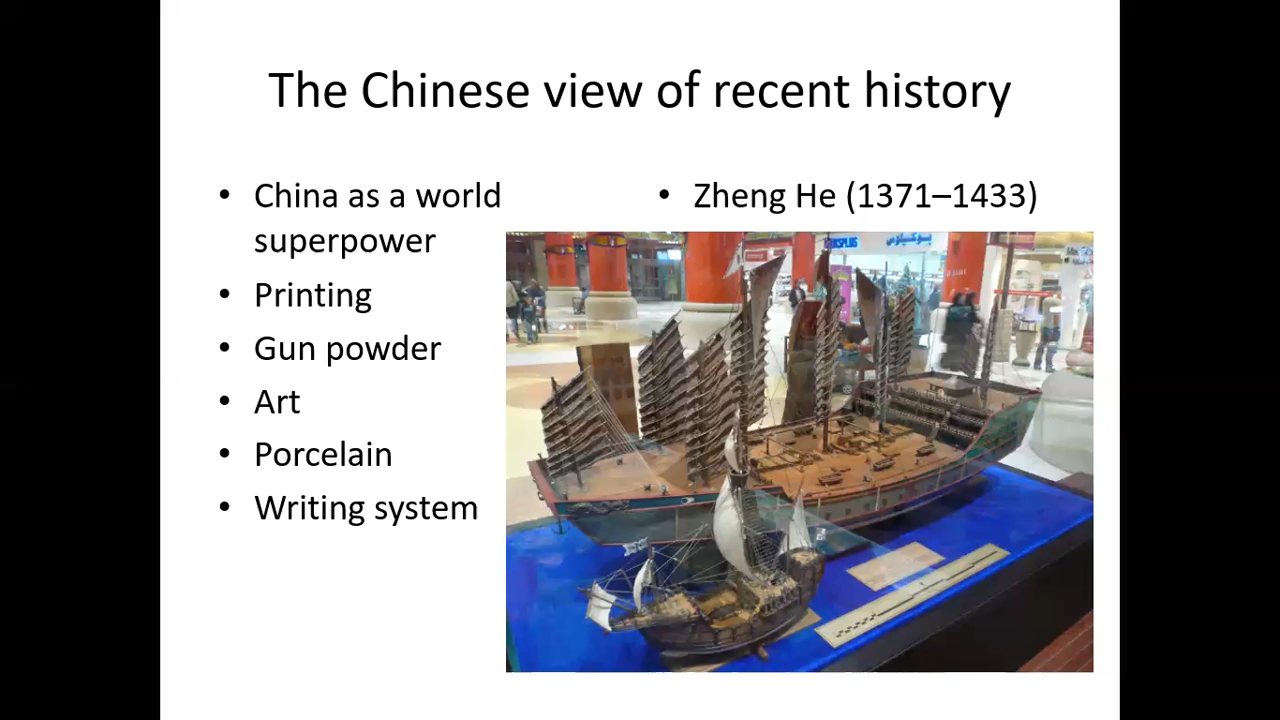 The Chinese view of recent history
• China as a world
superpower
• Printing
• Gun powder
• Art
• Porcelain
• Writing system
• Zheng He (1371–1433)